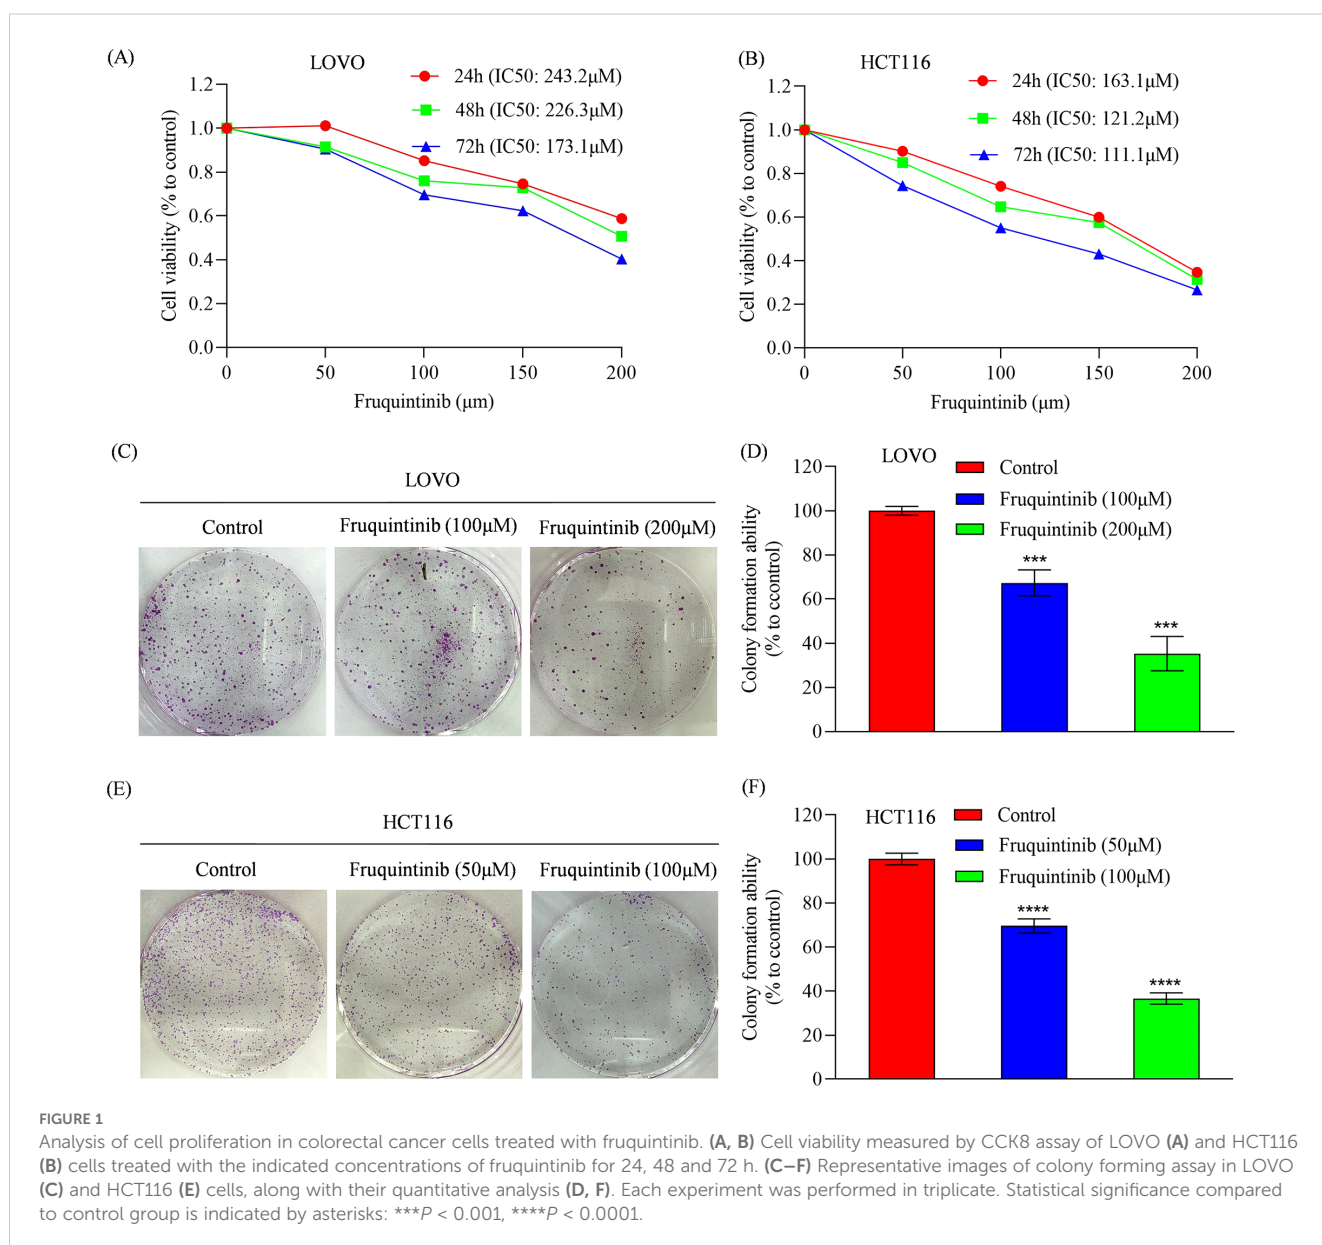 (A)
LOVO
24h (IC50: 243.2μM)
48h (IC50: 226.3μM)
72h (IC50: 173.1μM)
Cell viability (% to control)
1.2
1.0
0.8
0.6
0.4
0.2
0.0
0 50 100 150 200
Fruquintinib (μm)
(B)
HCT116
24h (IC50: 163.1μM)
48h (IC50: 121.2μM)
72h (IC50: 111.1μM)
Cell viability (% to control)
1.2
1.0
0.8
0.6
0.4
0.2
0.0
0 50 100 150 200
Fruquintinib (μm)
(C)
LOVO
Control Fruquintinib (100μM) Fruquintinib (200μM)
(D)
LOVO
Control
Fruquintinib (100μM)
Fruquintinib (200μM)
Colony formation ability
(% to ccontrol)
120
100
80
60
40
20
0
***
***
(E)
HCT116
Control Fruquintinib (50μM) Fruquintinib (100μM)
(F)
HCT116
Control
Fruquintinib (50μM)
Fruquintinib (100μM)
Colony formation ability
(% to ccontrol)
120
100
80
60
40
20
0
****
****
FIGURE 1
Analysis of cell proliferation in colorectal cancer cells treated with fruquintinib. (A, B) Cell viability measured by CCK8 assay of LOVO (A) and HCT116
(B) cells treated with the indicated concentrations of fruquintinib for 24, 48 and 72 h. (C–F) Representative images of colony forming assay in LOVO
(C) and HCT116 (E) cells, along with their quantitative analysis (D, F). Each experiment was performed in triplicate. Statistical significance compared
to control group is indicated by asterisks: ***P < 0.001, ****P < 0.0001.